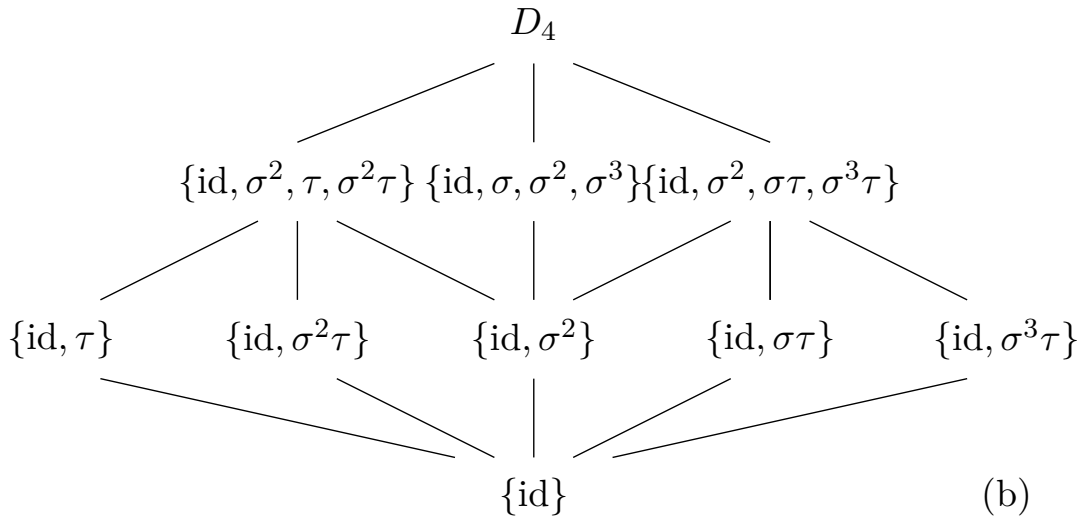 D₄
{id, σ², τ, σ²τ} {id, σ, σ², σ³} {id, σ², στ, σ³τ}
{id, τ} {id, σ²τ} {id, σ²} {id, στ} {id, σ³τ}
{id} (b)